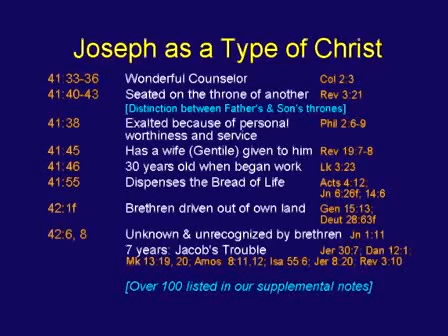 Joseph as a Type of Christ
41:33-36 Wonderful Counselor Col 2:3
41:40-43 Seated on the throne of another Rev 3:21
[Distinction between Father's & Son's thrones]
41:38 Exalted because of personal Phil 2:6-9
worthiness and service
41:45 Has a wife (Gentile) given to him Rev 19:7-8
41:46 30 years old when began work Lk 3:23
41:55 Dispenses the Bread of Life Acts 4:12;
Jn 6:26f, 14:6
42:1f Brethren driven out of own land Gen 15:13;
Deut 28:63f
42:6, 8 Unknown & unrecognized by brethren Jn 1:11
7 years: Jacob's Trouble Jer 30:7; Dan 12:1;
Mk 13 19, 20; Amos 8:11,12; Isa 55 6; Jer 8:20; Rev 3:10
[Over 100 listed in our supplemental notes]